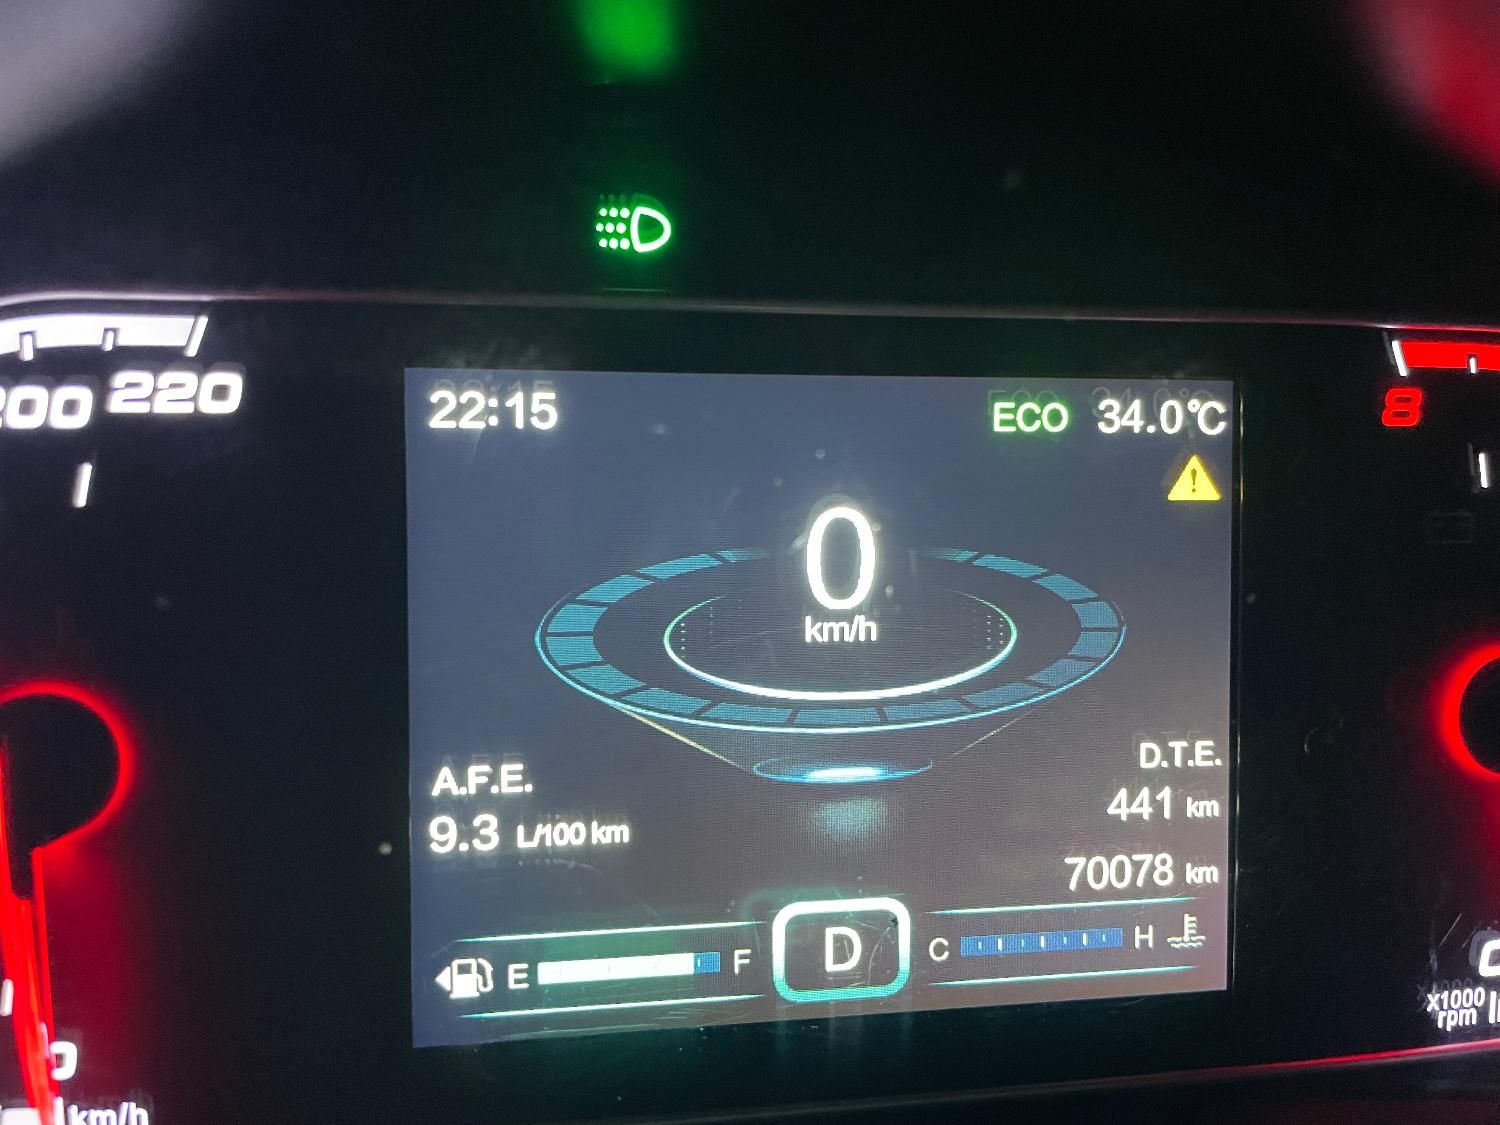 200 220
22:15
ECO 34.0°C
8
0
km/h
A.F.E.
9.3 L/100 km
D.T.E.
441 km
70078 km
E F
D
C H
x1000
rpm
km/h